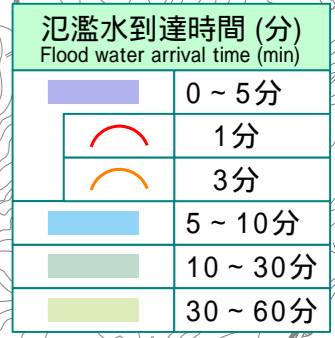 氾濫水到達時間 (分)
Flood water arrival time (min)
0 ~ 5分
1分
3分
5 ~ 10分
10 ~ 30分
30 ~ 60分